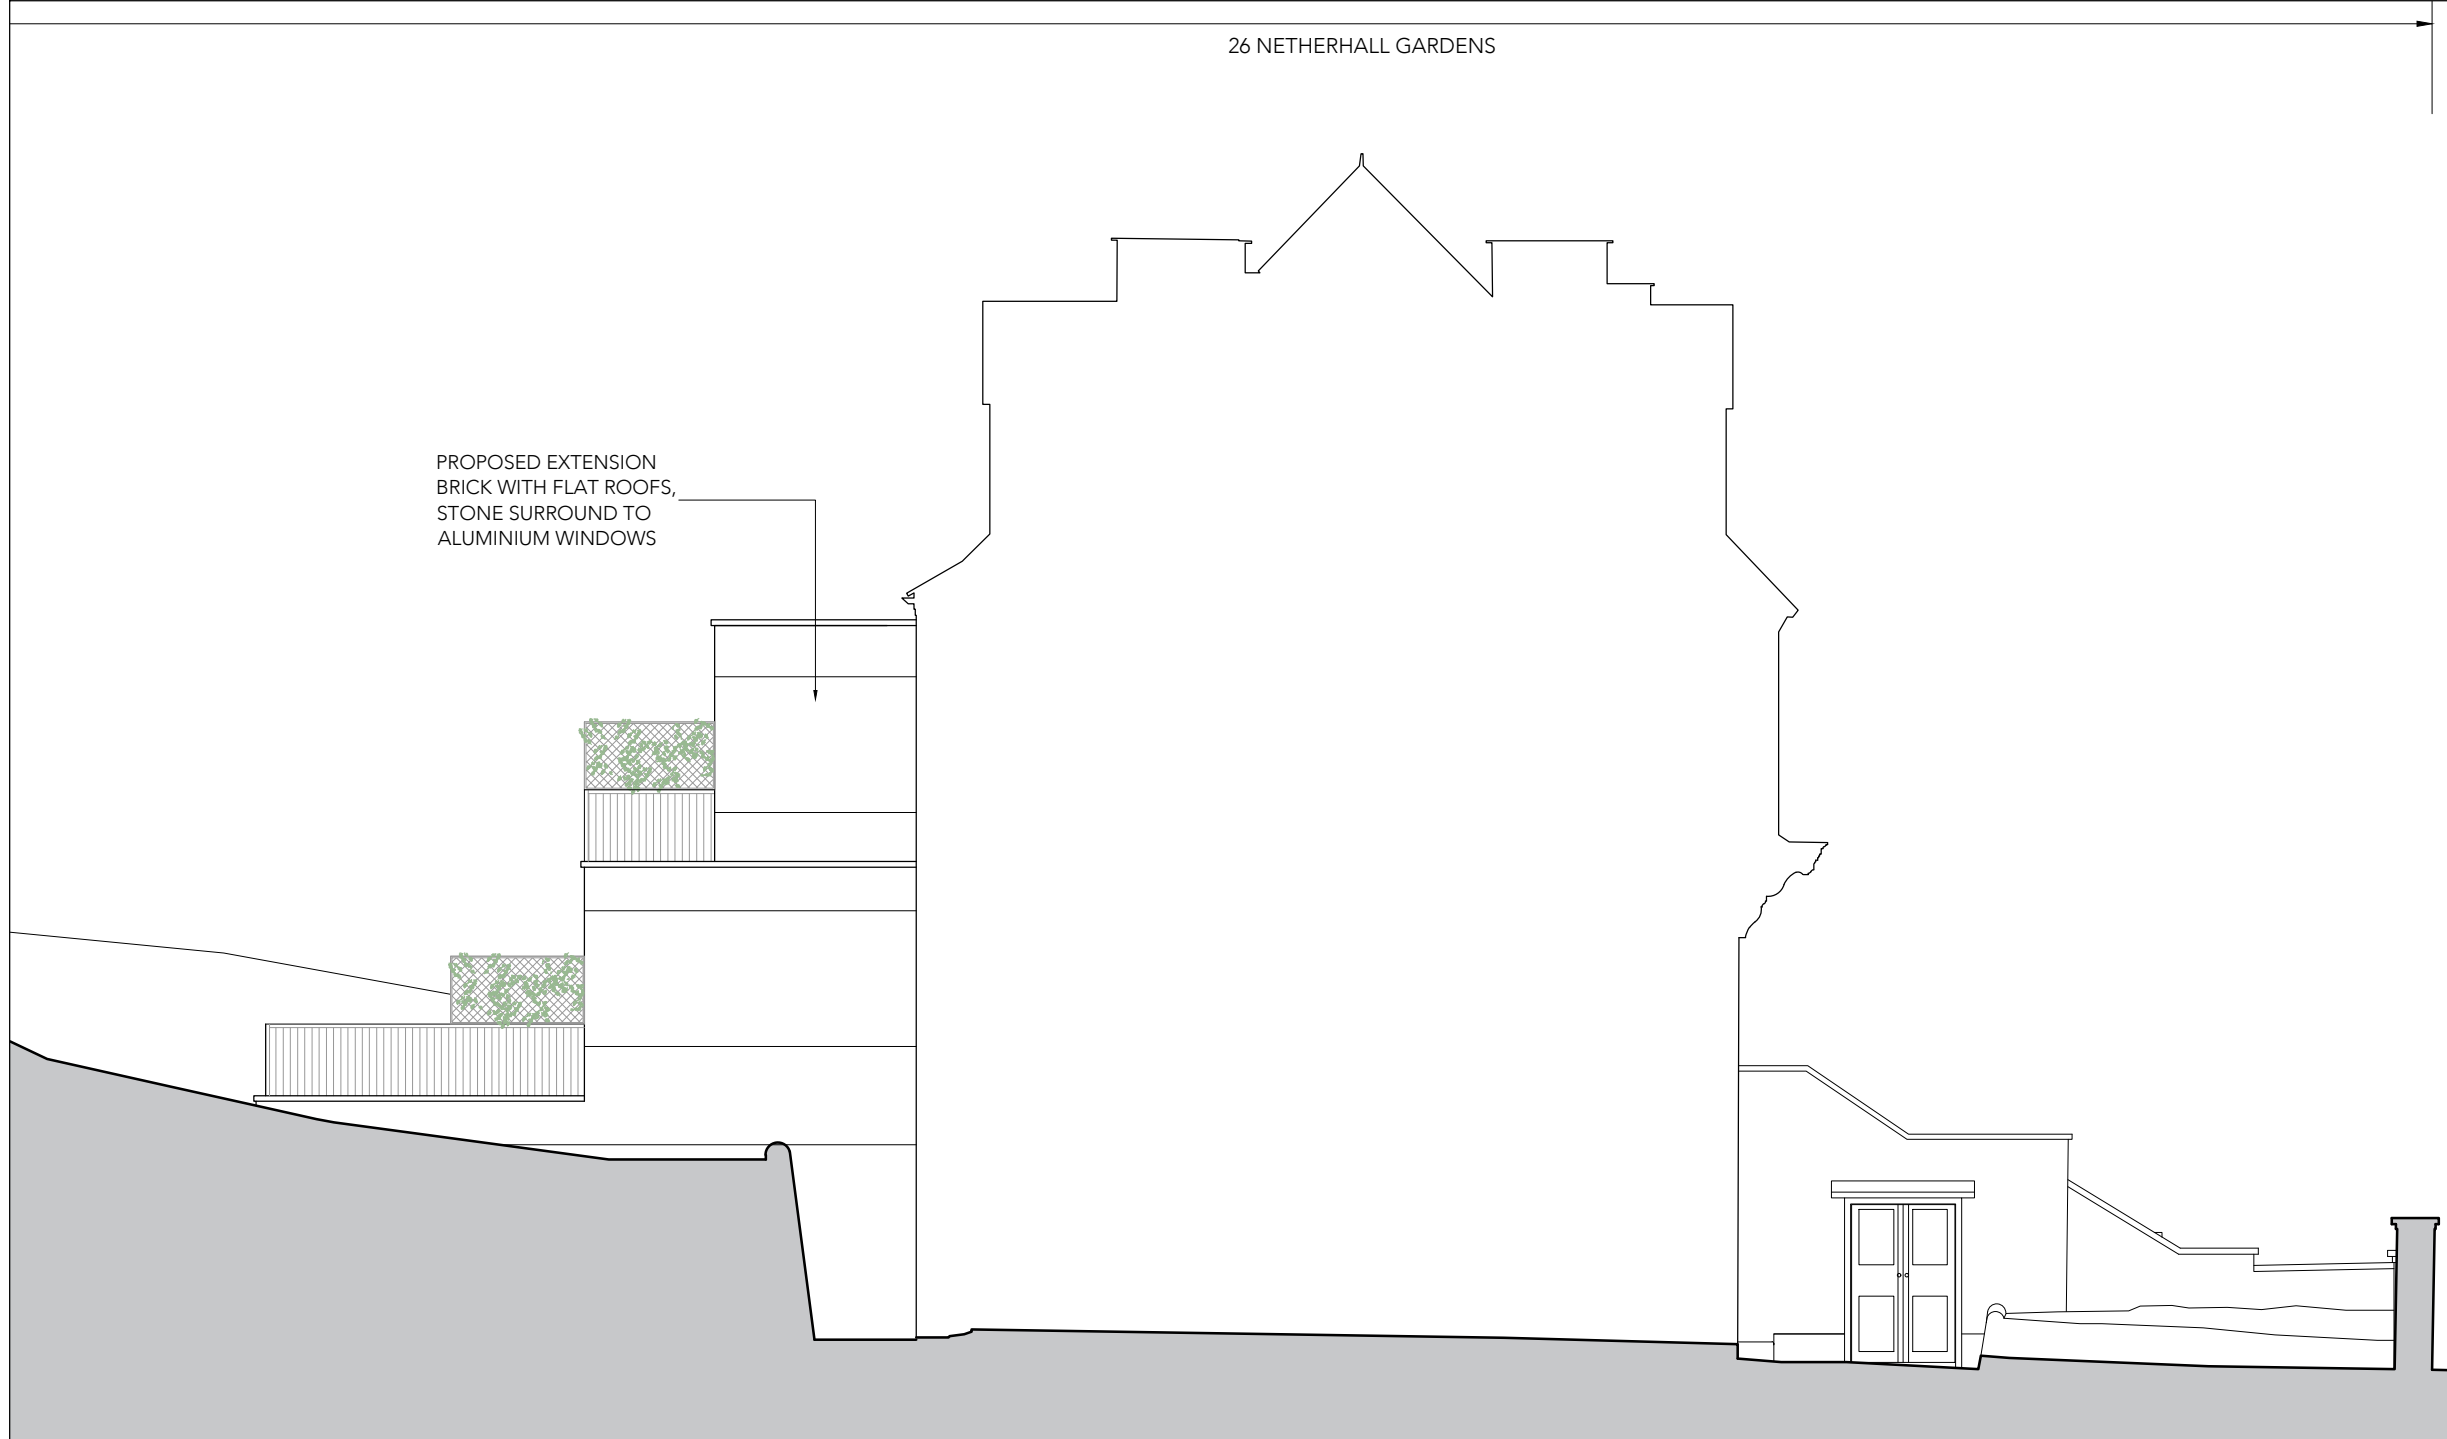 26 NETHERHALL GARDENS
PROPOSED EXTENSION
BRICK WITH FLAT ROOFS,
STONE SURROUND TO
ALUMINIUM WINDOWS